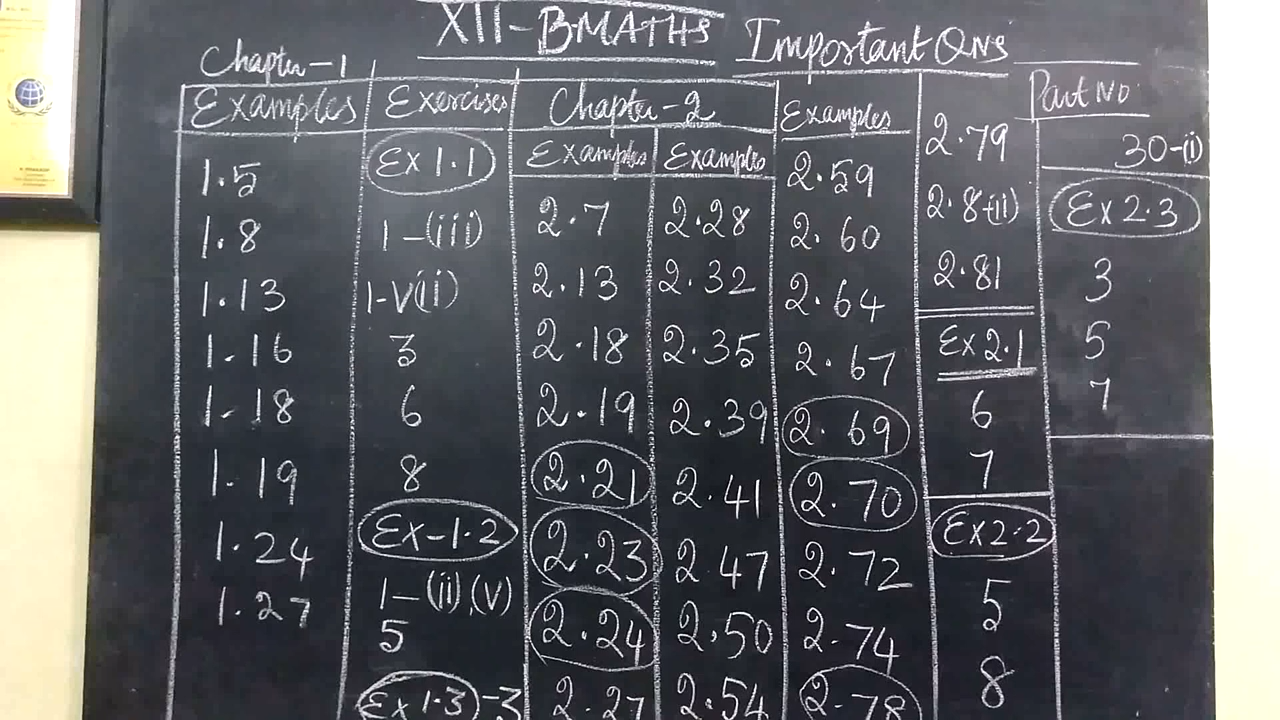 XII-BMATHS Important QNS
Chapter-1
Examples
1.5
1.8
1.13
1-16
1-18
1-19
1.24
1.27
Exercises
Ex 1.1
1-(iii)
1-V(i)
3
6
8
Ex-1.2
1-(ii),(v)
5
Ex 1.3 -3
Chapter-2
Examples
2.7
2.13
2.18
2.19
2.21
2.23
2.24
2.27
Examples
2.28
2.32
2.35
2.39
2.41
2.47
2.50
2.54
Examples
2.59
2.60
2.64
2.67
2.69
2.70
2.72
2.74
2.78
2.79
2.8-(ii)
2.81
Ex 2.1
6
7
Ex 2.2
5
8
Part No
30-(i)
Ex 2.3
3
5
7